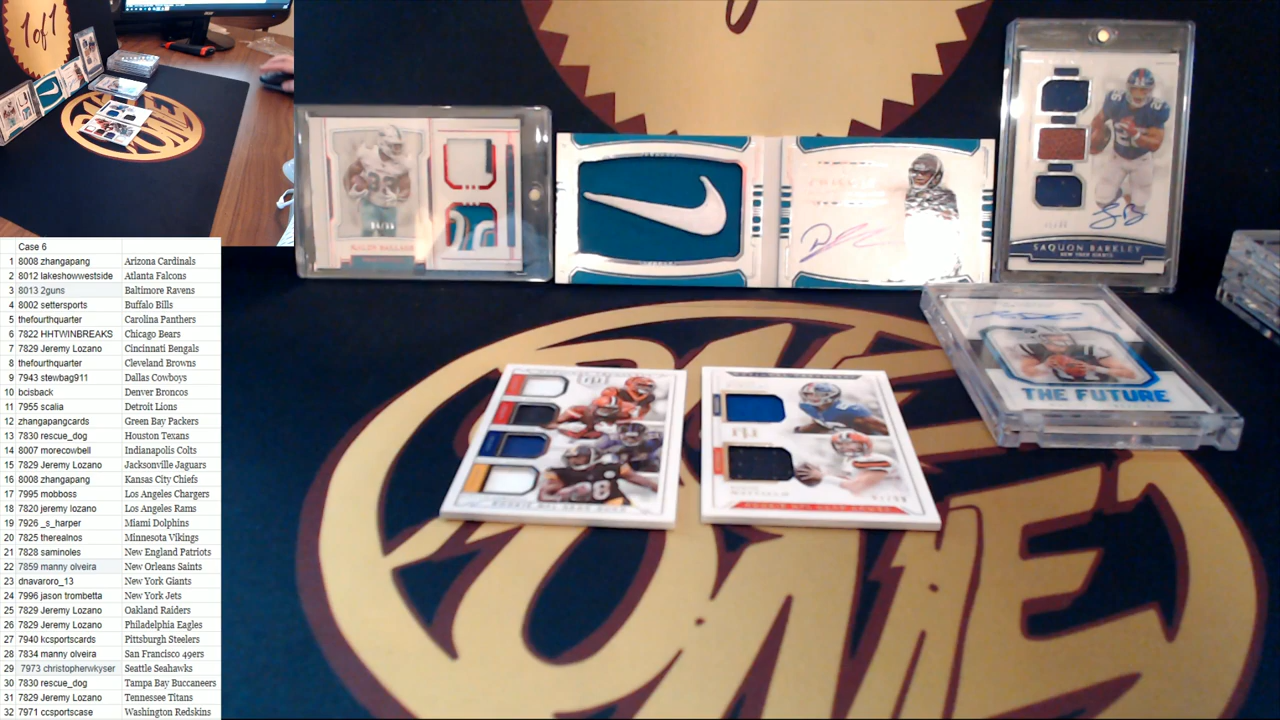 1 of 1
Case 6
1 8008 zhangapang Arizona Cardinals
2 8012 lakeshowwestside Atlanta Falcons
3 8013 2guns Baltimore Ravens
4 8002 settersports Buffalo Bills
5 thefourthquarter Carolina Panthers
6 7822 HHTWINBREAKS Chicago Bears
7 7829 Jeremy Lozano Cincinnati Bengals
8 thefourthquarter Cleveland Browns
9 7943 stewbag911 Dallas Cowboys
10 bcisback Denver Broncos
11 7955 scalia Detroit Lions
12 zhangapangcards Green Bay Packers
13 7830 rescue_dog Houston Texans
14 8007 morecowbell Indianapolis Colts
15 7829 Jeremy Lozano Jacksonville Jaguars
16 8008 zhangapang Kansas City Chiefs
17 7995 mobboss Los Angeles Chargers
18 7820 jeremy lozano Los Angeles Rams
19 7926 _s_harper Miami Dolphins
20 7825 therealnos Minnesota Vikings
21 7828 saminoles New England Patriots
22 7859 manny olveira New Orleans Saints
23 dnavaroro_13 New York Giants
24 7996 jason trombetta New York Jets
25 7829 Jeremy Lozano Oakland Raiders
26 7829 Jeremy Lozano Philadelphia Eagles
27 7940 kcsportscards Pittsburgh Steelers
28 7834 manny olveira San Francisco 49ers
29 7973 christopherwkyser Seattle Seahawks
30 7830 rescue_dog Tampa Bay Buccaneers
31 7829 Jeremy Lozano Tennessee Titans
32 7971 ccsportscase Washington Redskins
KALEN BALLAGE
SAQUON BARKLEY
NEW YORK GIANTS
THE FUTURE
ONE
ONE